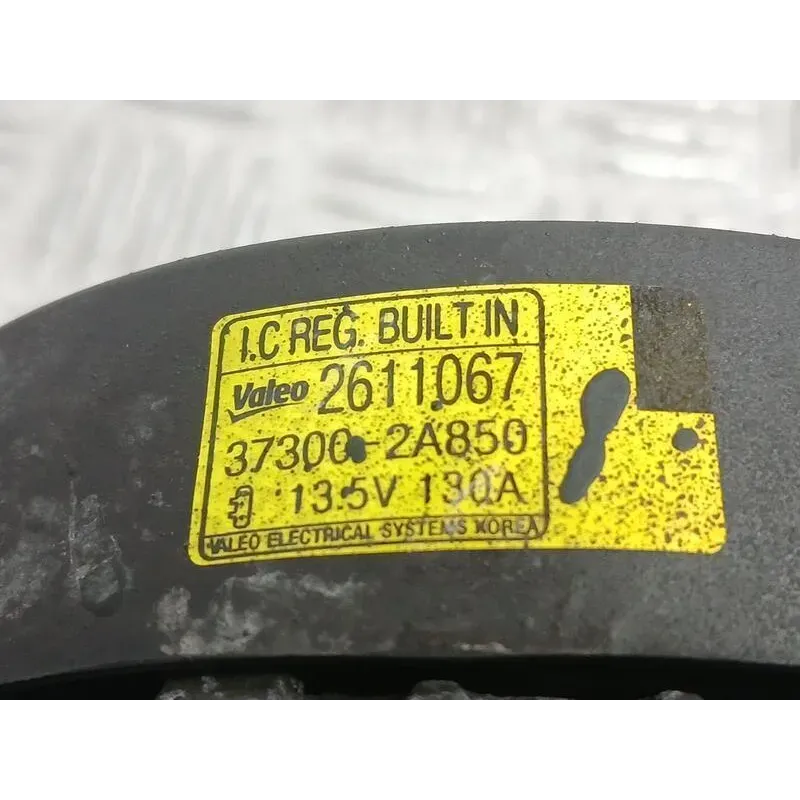 I.C REG. BUILT IN
Valeo 2611067
37300-2A850
13.5V 130A
VALEO ELECTRICAL SYSTEMS KOREA